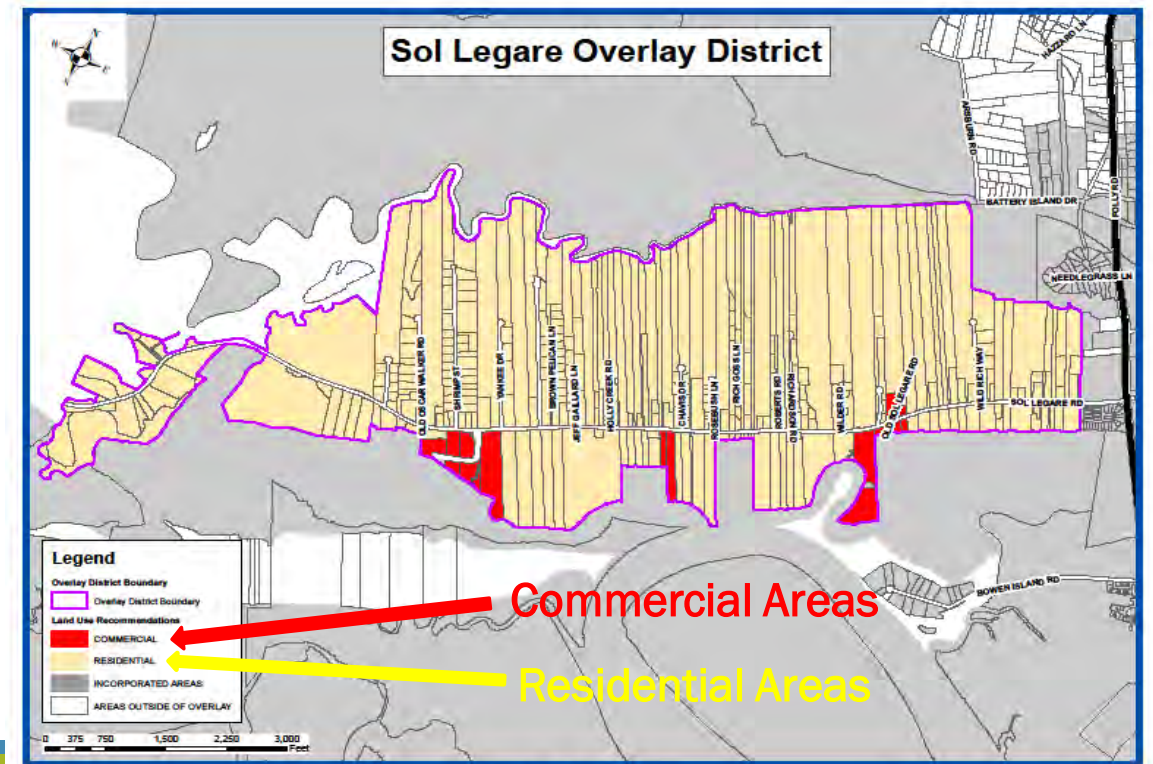 Sol Legare Overlay District
N
W
E
S
HAZZARD LN
BATTERY ISLAND DR
FOLLY RD
NEEDLEGRASS LN
OLD OSCAR WALKER RD
SHRIMP ST
YANKEE DR
BROWN PELICAN LN
JEFF GAILLARD LN
HOLLY CREEK RD
CHAVIS DR
ROSEBUSH LN
RICH GOSS LN
ROBERTS RD
RICHARDSON RD
WILDER RD
OLD SOL LEGARE RD
WILD RICH WAY
SOL LEGARE RD
BOWEN ISLAND RD
Legend
Overlay District Boundary
Overlay District Boundary
Land Use Recommendations
COMMERCIAL
RESIDENTIAL
INCORPORATED AREAS
AREAS OUTSIDE OF OVERLAY
Commercial Areas
Residential Areas
0 375 750 1,500 2,250 3,000
Feet